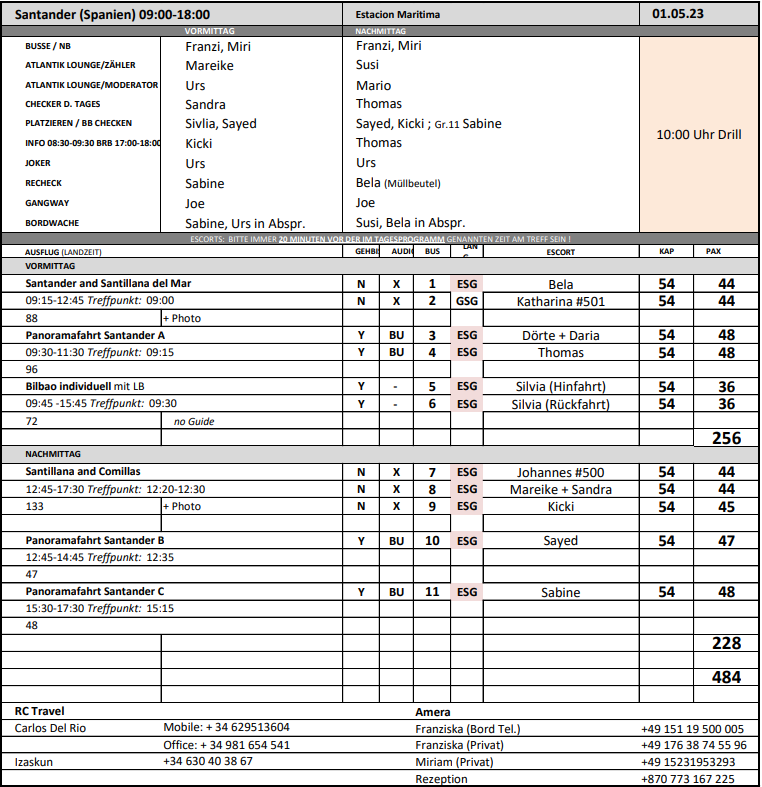 Santander (Spanien) 09:00-18:00 Estacion Maritima 01.05.23
VORMITTAG NACHMITTAG
BUSSE / NB Franzi, Miri Franzi, Miri
ATLANTIK LOUNGE/ZÄHLER Mareike Susi
ATLANTIK LOUNGE/MODERATOR Urs Mario
CHECKER D. TAGES Sandra Thomas
PLATZIEREN / BB CHECKEN Sivlia, Sayed Sayed, Kicki ; Gr.11 Sabine
10:00 Uhr Drill
INFO 08:30-09:30 BRB 17:00-18:00 Kicki Thomas
JOKER Urs Urs
RECHECK Sabine Bela (Müllbeutel)
GANGWAY Joe Joe
BORDWACHE Sabine, Urs in Abspr. Susi, Bela in Abspr.
ESCORTS: BITTE IMMER 20 MINUTEN VOR DER IM TAGESPROGRAMM GENANNTEN ZEIT AM TREFF SEIN !
AUSFLUG (LANDZEIT) GEHBI AUDI BUS LAN ESCORT KAP PAX
VORMITTAG
Santander and Santillana del Mar N X 1 ESG Bela 54 44
09:15-12:45 Treffpunkt: 09:00 N X 2 GSG Katharina #501 54 44
88 + Photo
Panoramafahrt Santander A Y BU 3 ESG Dörte + Daria 54 48
09:30-11:30 Treffpunkt: 09:15 Y BU 4 ESG Thomas 54 48
96
Bilbao individuell mit LB Y - 5 ESG Silvia (Hinfahrt) 54 36
09:45 -15:45 Treffpunkt: 09:30 Y - 6 ESG Silvia (Rückfahrt) 54 36
72 no Guide
256
NACHMITTAG
Santillana and Comillas N X 7 ESG Johannes #500 54 44
12:45-17:30 Treffpunkt: 12:20-12:30 N X 8 ESG Mareike + Sandra 54 44
133 + Photo N X 9 ESG Kicki 54 45
Panoramafahrt Santander B Y BU 10 ESG Sayed 54 47
12:45-14:45 Treffpunkt: 12:35
47
Panoramafahrt Santander C Y BU 11 ESG Sabine 54 48
15:30-17:30 Treffpunkt: 15:15
48
228
484
RC Travel Amera
Carlos Del Rio Mobile: + 34 629513604 Franziska (Bord Tel.) +49 151 19 500 005
Office: + 34 981 654 541 Franziska (Privat) +49 176 38 74 55 96
Izaskun +34 630 40 38 67 Miriam (Privat) +49 15231953293
Rezeption +870 773 167 225